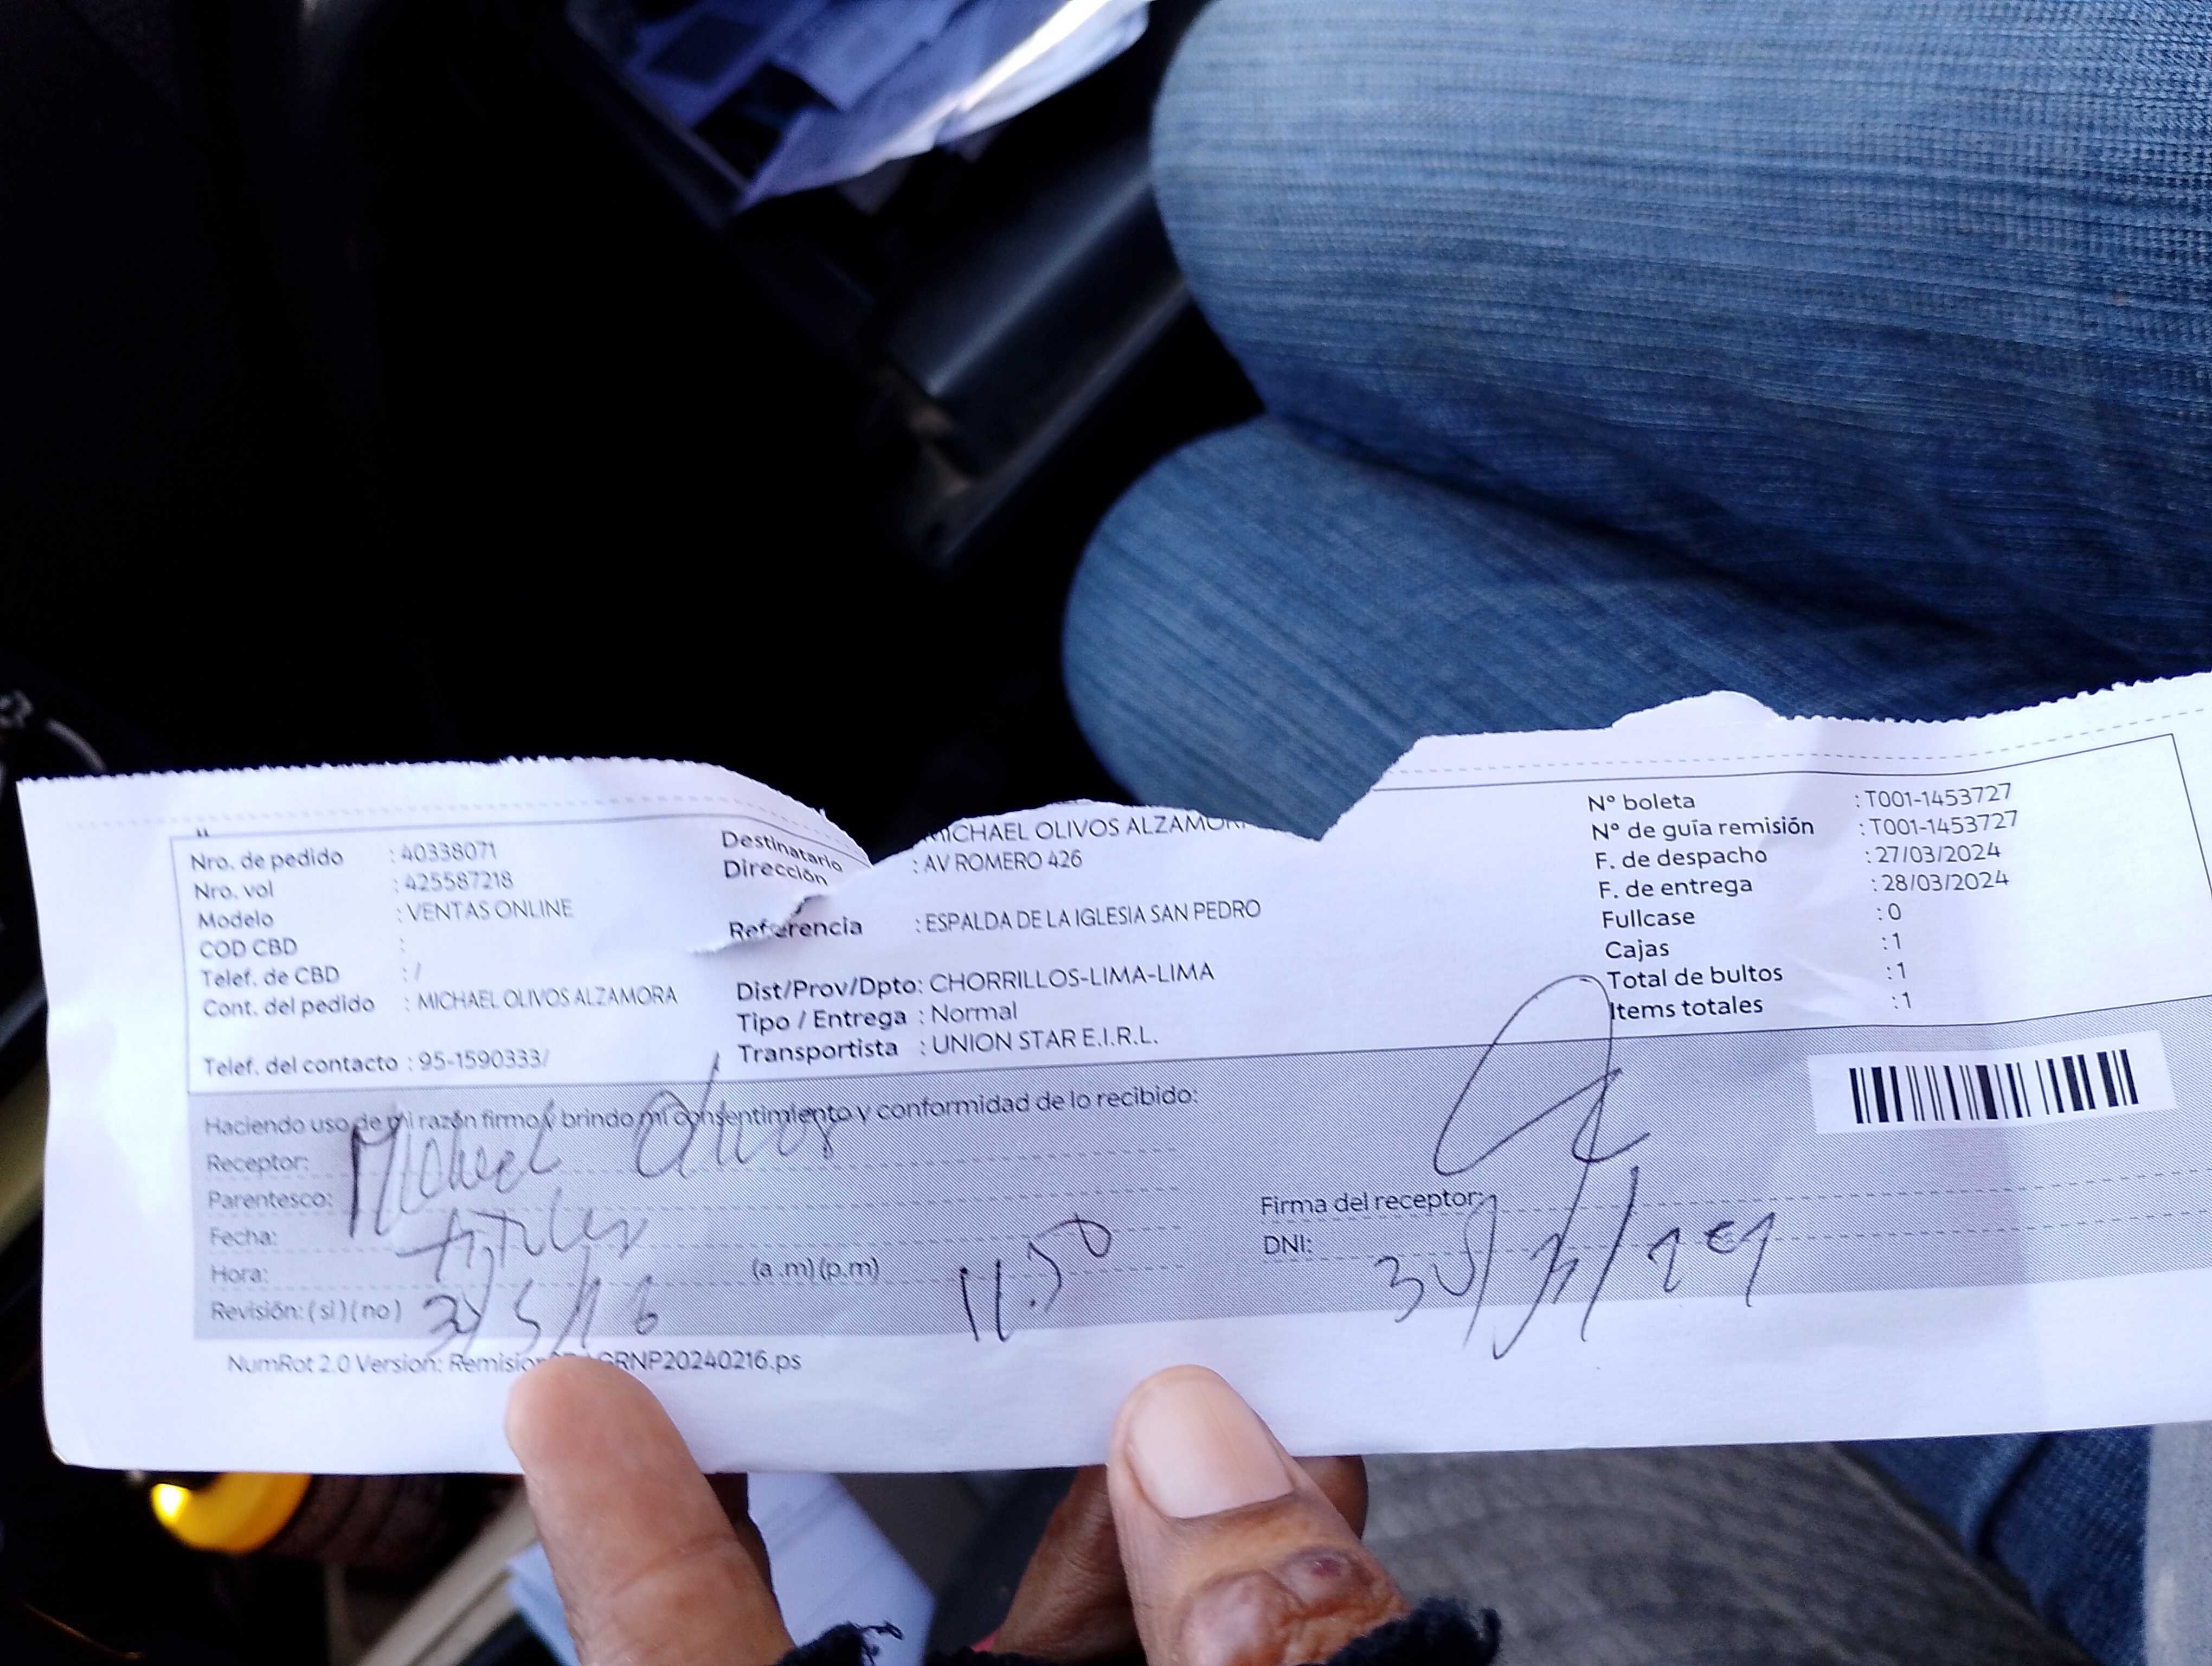 Nro. de pedido : 40338071
Nro. vol : 425587218
Modelo : VENTAS ONLINE
COD CBD :
Telef. de CBD : /
Cont. del pedido : MICHAEL OLIVOS ALZAMORA
Telef. del contacto : 95-1590333/
Destinatario MICHAEL OLIVOS ALZAMOR
Dirección : AV ROMERO 426
Referencia : ESPALDA DE LA IGLESIA SAN PEDRO
Dist/Prov/Dpto: CHORRILLOS-LIMA-LIMA
Tipo / Entrega : Normal
Transportista : UNION STAR E.I.R.L.
Nº boleta : T001-1453727
Nº de guía remisión : T001-1453727
F. de despacho : 27/03/2024
F. de entrega : 28/03/2024
Fullcase : 0
Cajas : 1
Total de bultos : 1
Items totales : 1
Haciendo uso de mi razón firmo y brindo mi consentimiento y conformidad de lo recibido:
Receptor: Michael Olivos
Parentesco:
Fecha:
Hora: (a.m) (p.m) 11.50
Revisión: ( si ) ( no )
Firma del receptor:
DNI:
NumRot 2.0 Version: Remision GRNP20240216.ps